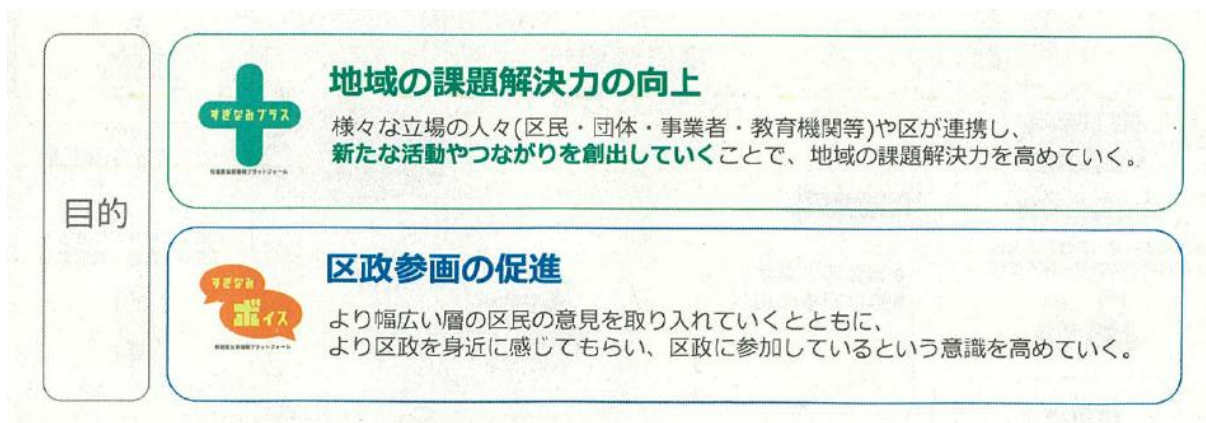 目的
すぎなみプラス
地域の課題解決力の向上
様々な立場の人々(区民・団体・事業者・教育機関等)や区が連携し、
新たな活動やつながりを創出していくことで、地域の課題解決力を高めていく。
すぎなみ
ボイス
区政参画の促進
より幅広い層の区民の意見を取り入れていくとともに、
より区政を身近に感じてもらい、区政に参加しているという意識を高めていく。